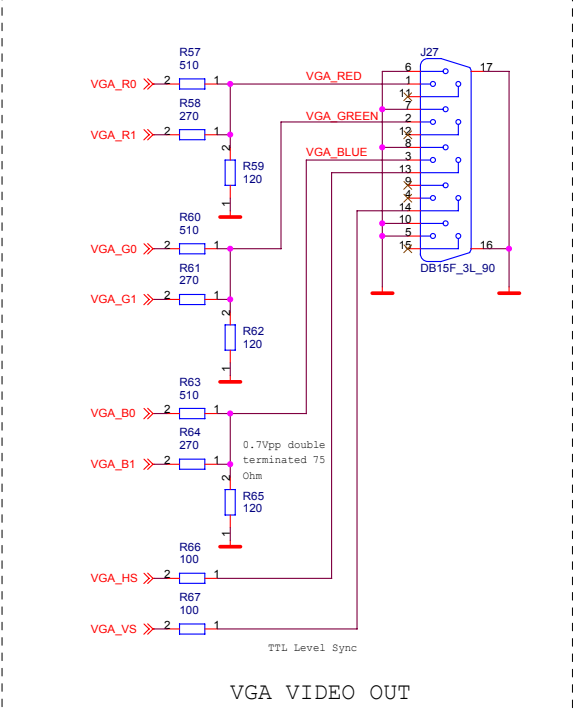 R57
510
VGA_R0
2
1
R58
270
VGA_R1
2
1
2
R59
120
1
R60
510
VGA_G0
2
1
R61
270
VGA_G1
2
1
2
R62
120
1
R63
510
VGA_B0
2
1
R64
270
VGA_B1
2
1
0.7Vpp double
terminated 75
Ohm
2
R65
120
1
R66
100
VGA_HS
2
1
R67
100
VGA_VS
2
1
TTL Level Sync
VGA_RED
VGA_GREEN
VGA_BLUE
J27
6
17
1
11
7
2
12
8
3
13
9
4
14
10
5
15
16
DB15F_3L_90
VGA VIDEO OUT